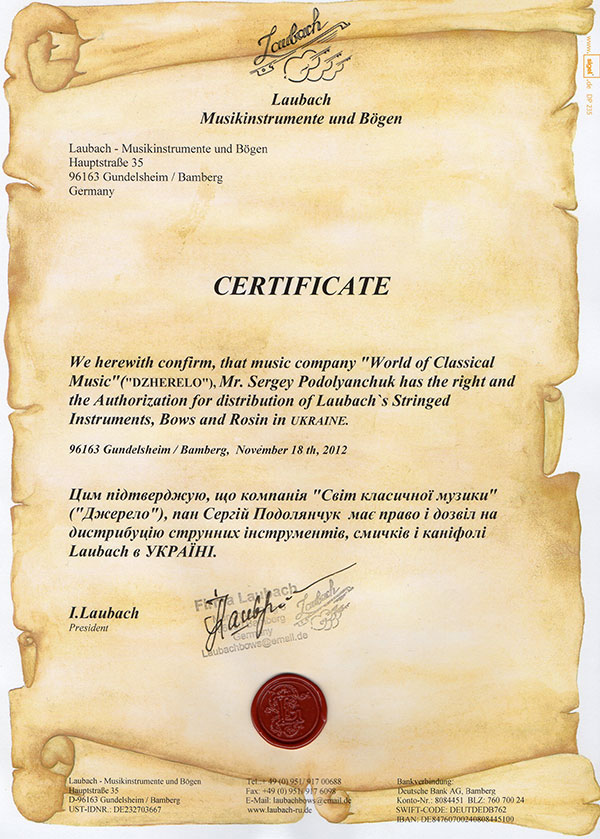 Laubach
www.sigel.de DP 235
Laubach
Musikinstrumente und Bögen
Laubach - Musikinstrumente und Bögen
Hauptstraße 35
96163 Gundelsheim / Bamberg
Germany
CERTIFICATE
We herewith confirm, that music company "World of Classical
Music"("DZHERELO"), Mr. Sergey Podolyanchuk has the right and
the Authorization for distribution of Laubach`s Stringed
Instruments, Bows and Rosin in UKRAINE.
96163 Gundelsheim / Bamberg, November 18 th, 2012
Цим підтверджую, що компанія "Світ класичної музики"
("Джерело"), пан Сергій Подолянчук має право і дозвіл на
дистрибуцію струнних інструментів, смичків і каніфолі
Laubach в УКРАЇНІ.
I.Laubach
President
Firma Laubach
Laubach
Germany
Laubachbows@email.de
Laubach - Musikinstrumente und Bögen
Hauptstraße 35
D-96163 Gundelsheim / Bamberg
UST-IDNR.: DE232703667
Tel.:+ 49 (0) 951/ 917 00688
Fax: +49 (0) 951/ 917 6098
E-Mail: laubachbows@email.de
www.laubach-ru.de
Bankverbindung:
Deutsche Bank AG, Bamberg
Konto-Nr.: 8084451 BLZ: 760 700 24
SWIFT-CODE: DEUTDEDB762
IBAN: DE84760700240808445100